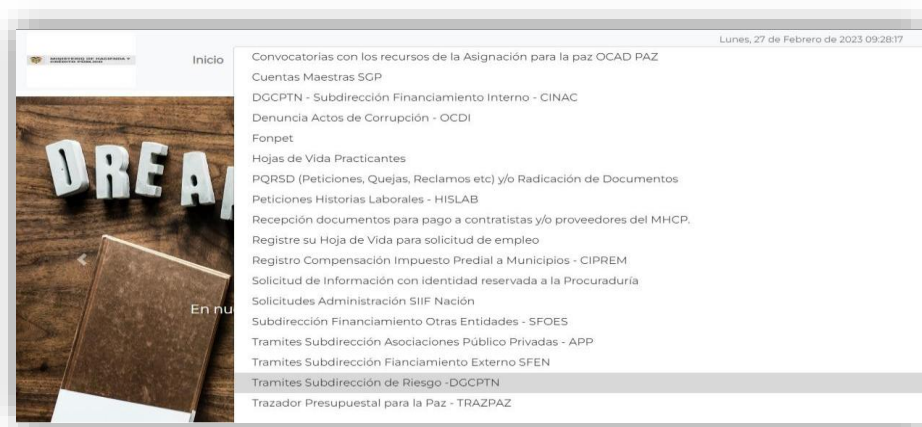 Lunes, 27 de Febrero de 2023 09:28:17
MINISTERIO DE HACIENDA Y
CRÉDITO PÚBLICO
Inicio
Convocatorias con los recursos de la Asignación para la paz OCAD PAZ
Cuentas Maestras SGP
DGCPTN - Subdirección Financiamiento Interno - CINAC
Denuncia Actos de Corrupción - OCDI
Fonpet
Hojas de Vida Practicantes
PQRSD (Peticiones, Quejas, Reclamos etc) y/o Radicación de Documentos
Peticiones Historias Laborales - HISLAB
Recepción documentos para pago a contratistas y/o proveedores del MHCP.
Registre su Hoja de Vida para solicitud de empleo
Registro Compensación Impuesto Predial a Municipios - CIPREM
Solicitud de Información con identidad reservada a la Procuraduría
Solicitudes Administración SIIF Nación
Subdirección Financiamiento Otras Entidades - SFOES
Tramites Subdirección Asociaciones Público Privadas - APP
Tramites Subdirección Fianciamiento Externo SFEN
Tramites Subdirección de Riesgo -DGCPTN
Trazador Presupuestal para la Paz - TRAZPAZ
DREA
En nu